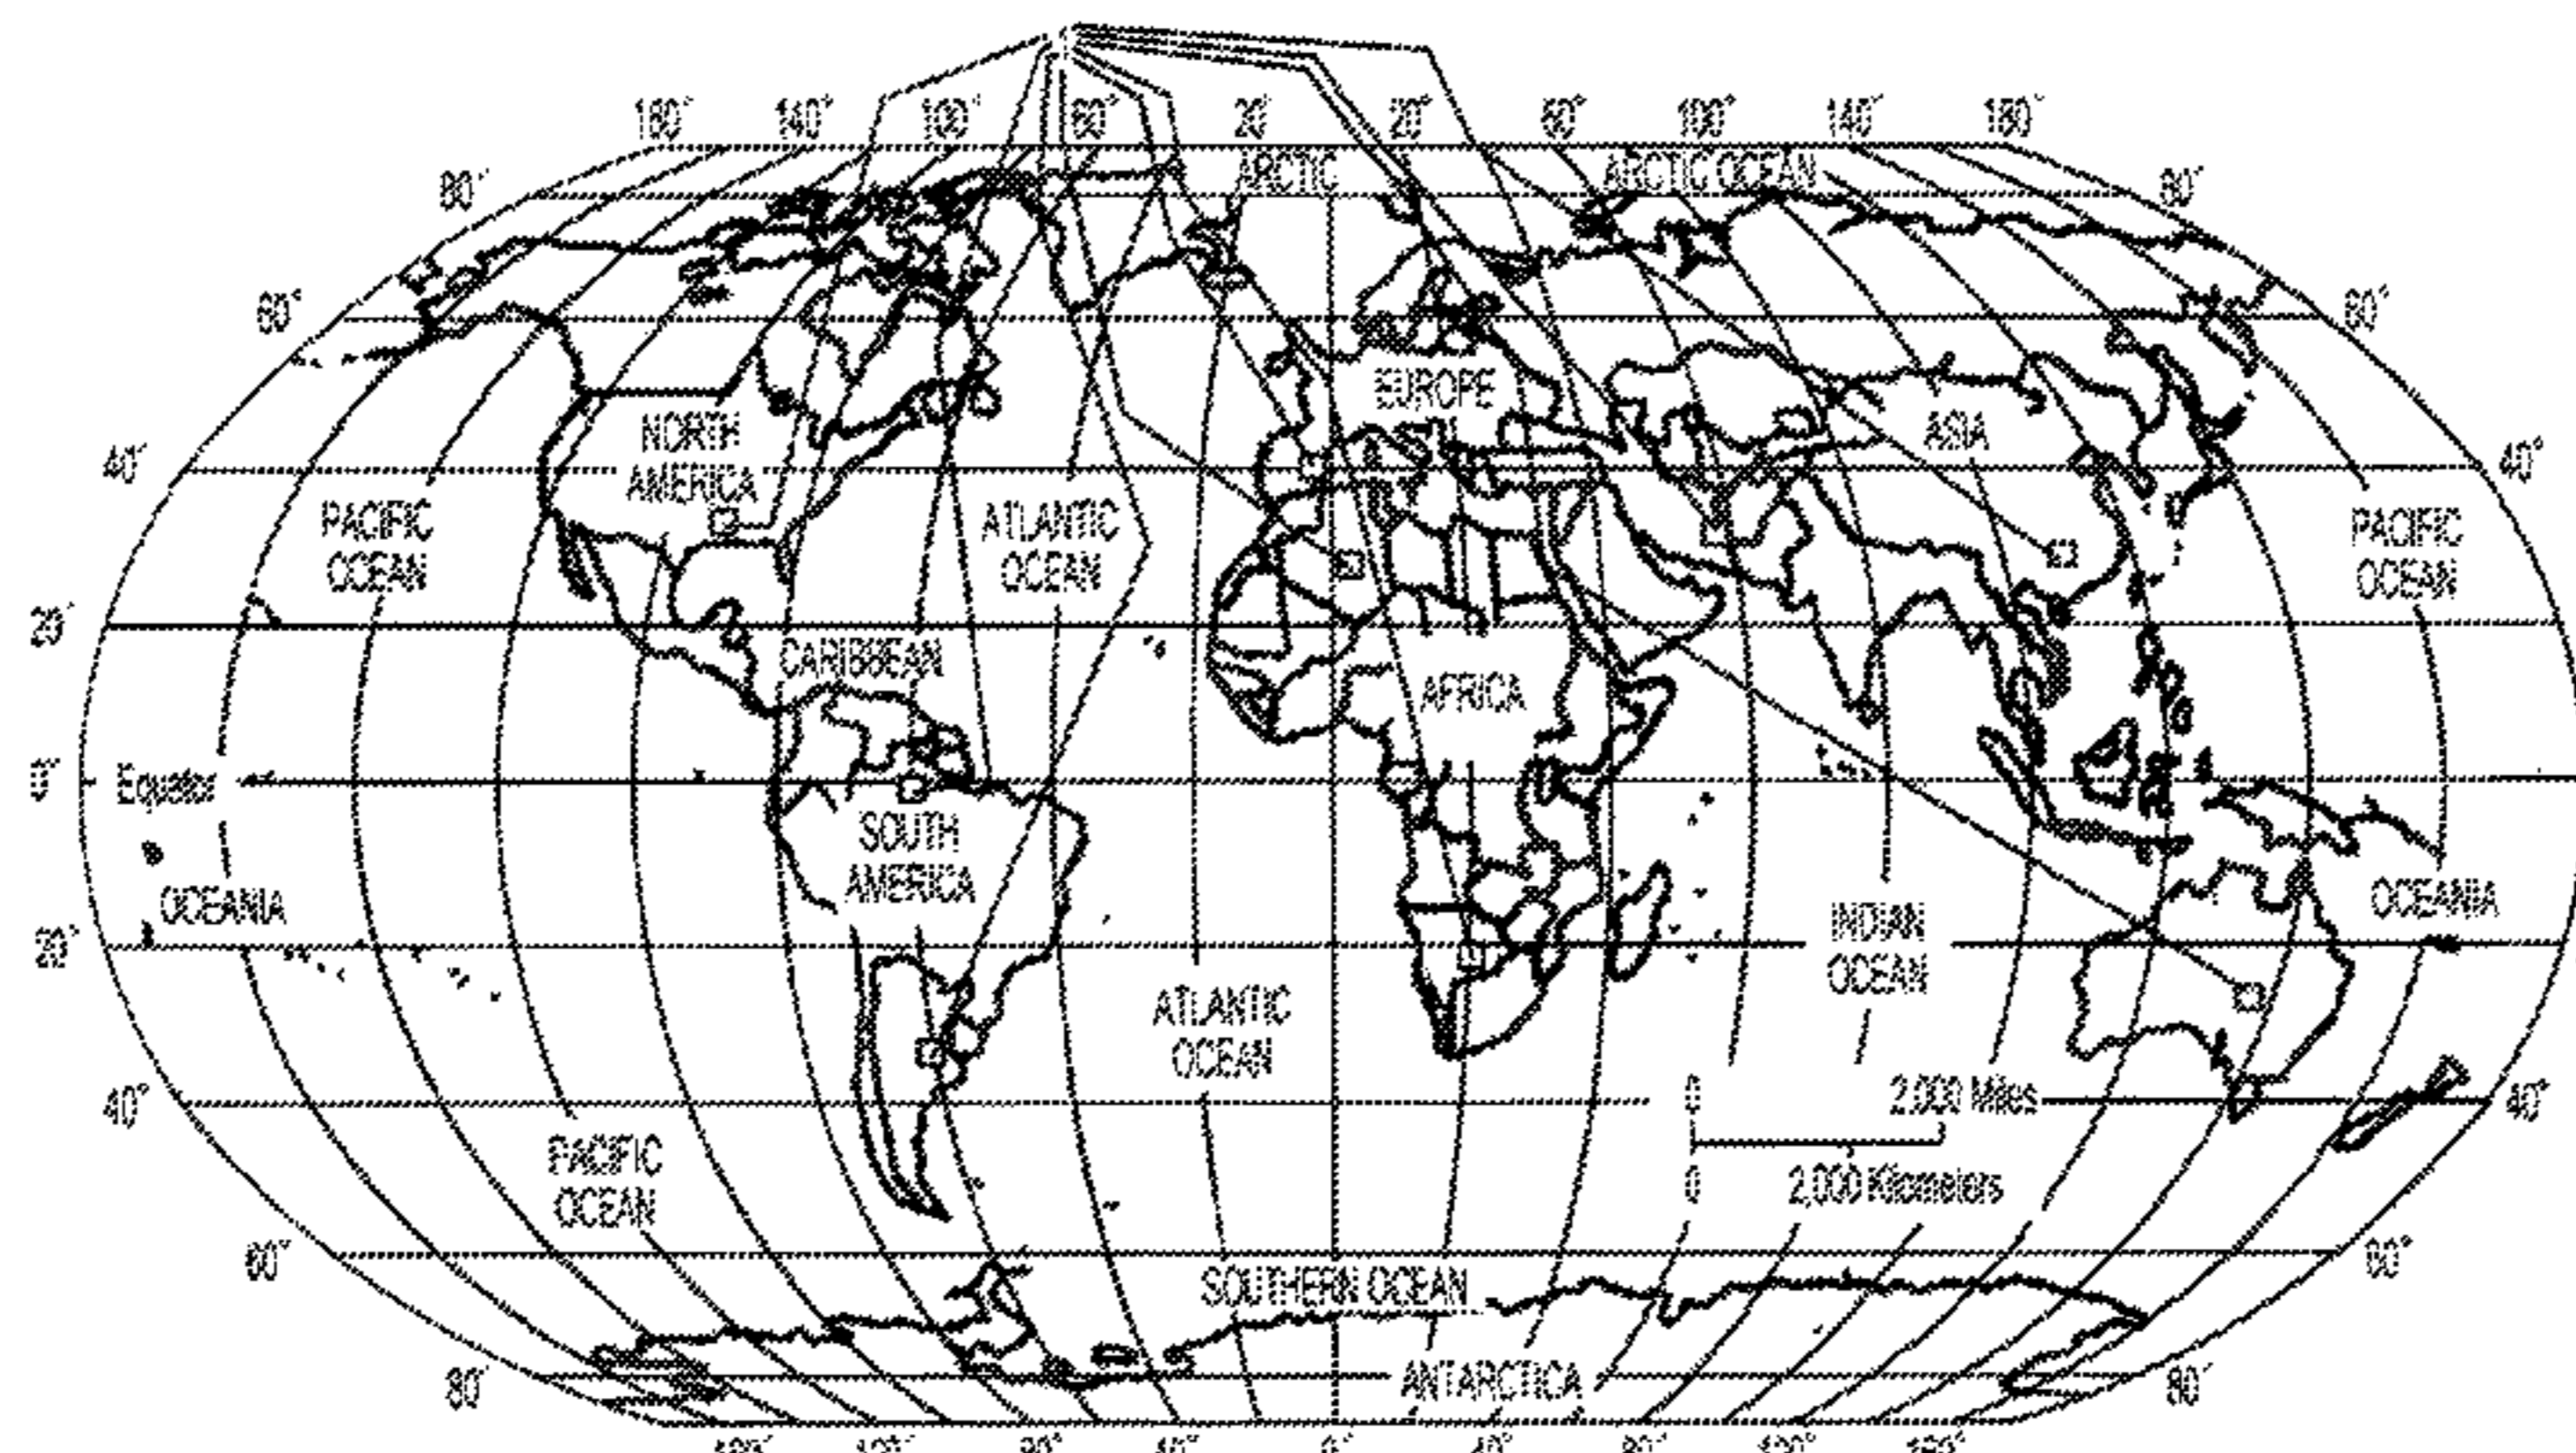 180° 140° 100° 60° 20° 20° 60° 100° 140° 180°
80° ARCTIC ARCTIC OCEAN 80°
60° 60°
EUROPE
NORTH
AMERICA
ASIA
40° 40°
PACIFIC
OCEAN
ATLANTIC
OCEAN
PACIFIC
OCEAN
20°
CARIBBEAN
AFRICA
0° Equator
SOUTH
AMERICA
OCEANIA
INDIAN
OCEAN
OCEANIA
20°
ATLANTIC
OCEAN
40° 0 2,000 Miles 40°
PACIFIC
OCEAN
0 2,000 Kilometers
60° 60°
SOUTHERN OCEAN
80° ANTARCTICA 80°